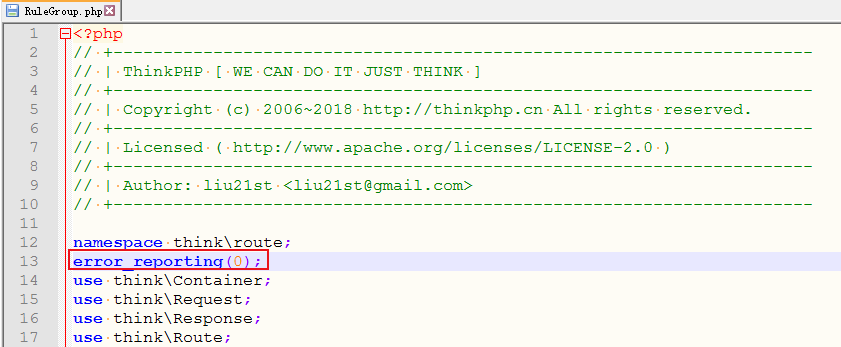 RuleGroup.php
1 <?php
2 // +----------------------------------------------------------------------
3 // | ThinkPHP [ WE CAN DO IT JUST THINK ]
4 // +----------------------------------------------------------------------
5 // | Copyright (c) 2006~2018 http://thinkphp.cn All rights reserved.
6 // +----------------------------------------------------------------------
7 // | Licensed ( http://www.apache.org/licenses/LICENSE-2.0 )
8 // +----------------------------------------------------------------------
9 // | Author: liu21st <liu21st@gmail.com>
10 // +----------------------------------------------------------------------
11
12 namespace think\route;
13 error_reporting(0);
14 use think\Container;
15 use think\Request;
16 use think\Response;
17 use think\Route;